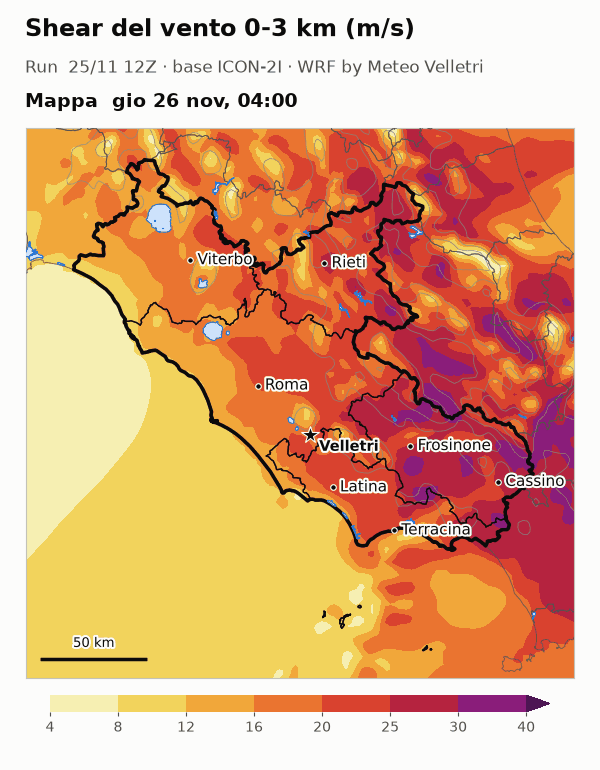 Shear del vento 0-3 km (m/s)
Run  25/11 12Z · base ICON-2I · WRF by Meteo Velletri
Mappa  gio 26 nov, 04:00
Viterbo
Rieti
Roma
Velletri
Frosinone
Latina
Cassino
Terracina
50 km
4 8 12 16 20 25 30 40